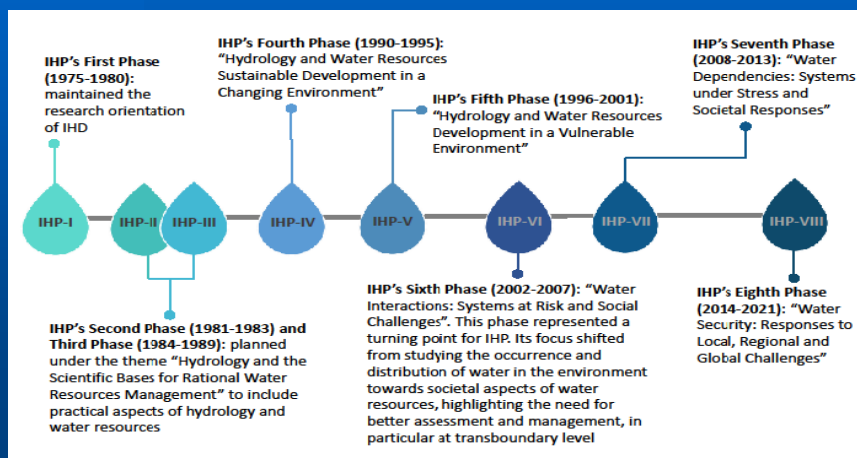 IHP's First Phase
(1975-1980):
maintained the
research orientation
of IHD
IHP's Fourth Phase (1990-1995):
"Hydrology and Water Resources
Sustainable Development in a
Changing Environment"
IHP's Fifth Phase (1996-2001):
"Hydrology and Water Resources
Development in a Vulnerable
Environment"
IHP's Seventh Phase
(2008-2013): "Water
Dependencies: Systems
under Stress and
Societal Responses"
IHP-I
IHP-II
IHP-III
IHP-IV
IHP-V
IHP-VI
IHP-VII
IHP-VIII
IHP's Second Phase (1981-1983) and
Third Phase (1984-1989): planned
under the theme "Hydrology and the
Scientific Bases for Rational Water
Resources Management" to include
practical aspects of hydrology and
water resources
IHP's Sixth Phase (2002-2007): "Water
Interactions: Systems at Risk and Social
Challenges". This phase represented a
turning point for IHP. Its focus shifted
from studying the occurrence and
distribution of water in the environment
towards societal aspects of water
resources, highlighting the need for
better assessment and management, in
particular at transboundary level
IHP's Eighth Phase
(2014-2021): "Water
Security: Responses to
Local, Regional and
Global Challenges"